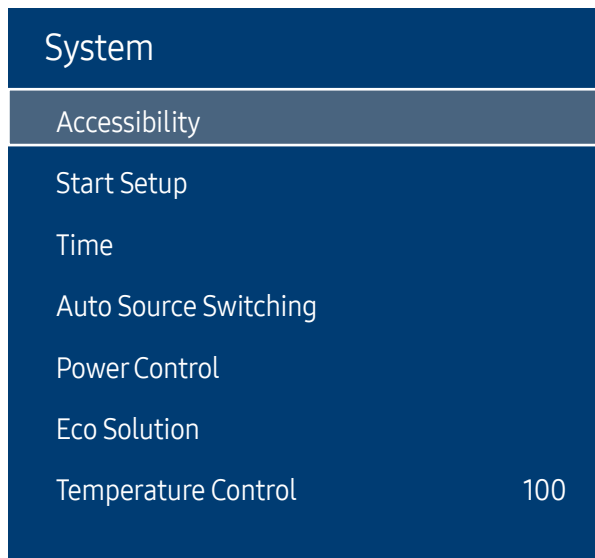 System
Accessibility
Start Setup
Time
Auto Source Switching
Power Control
Eco Solution
Temperature Control 100